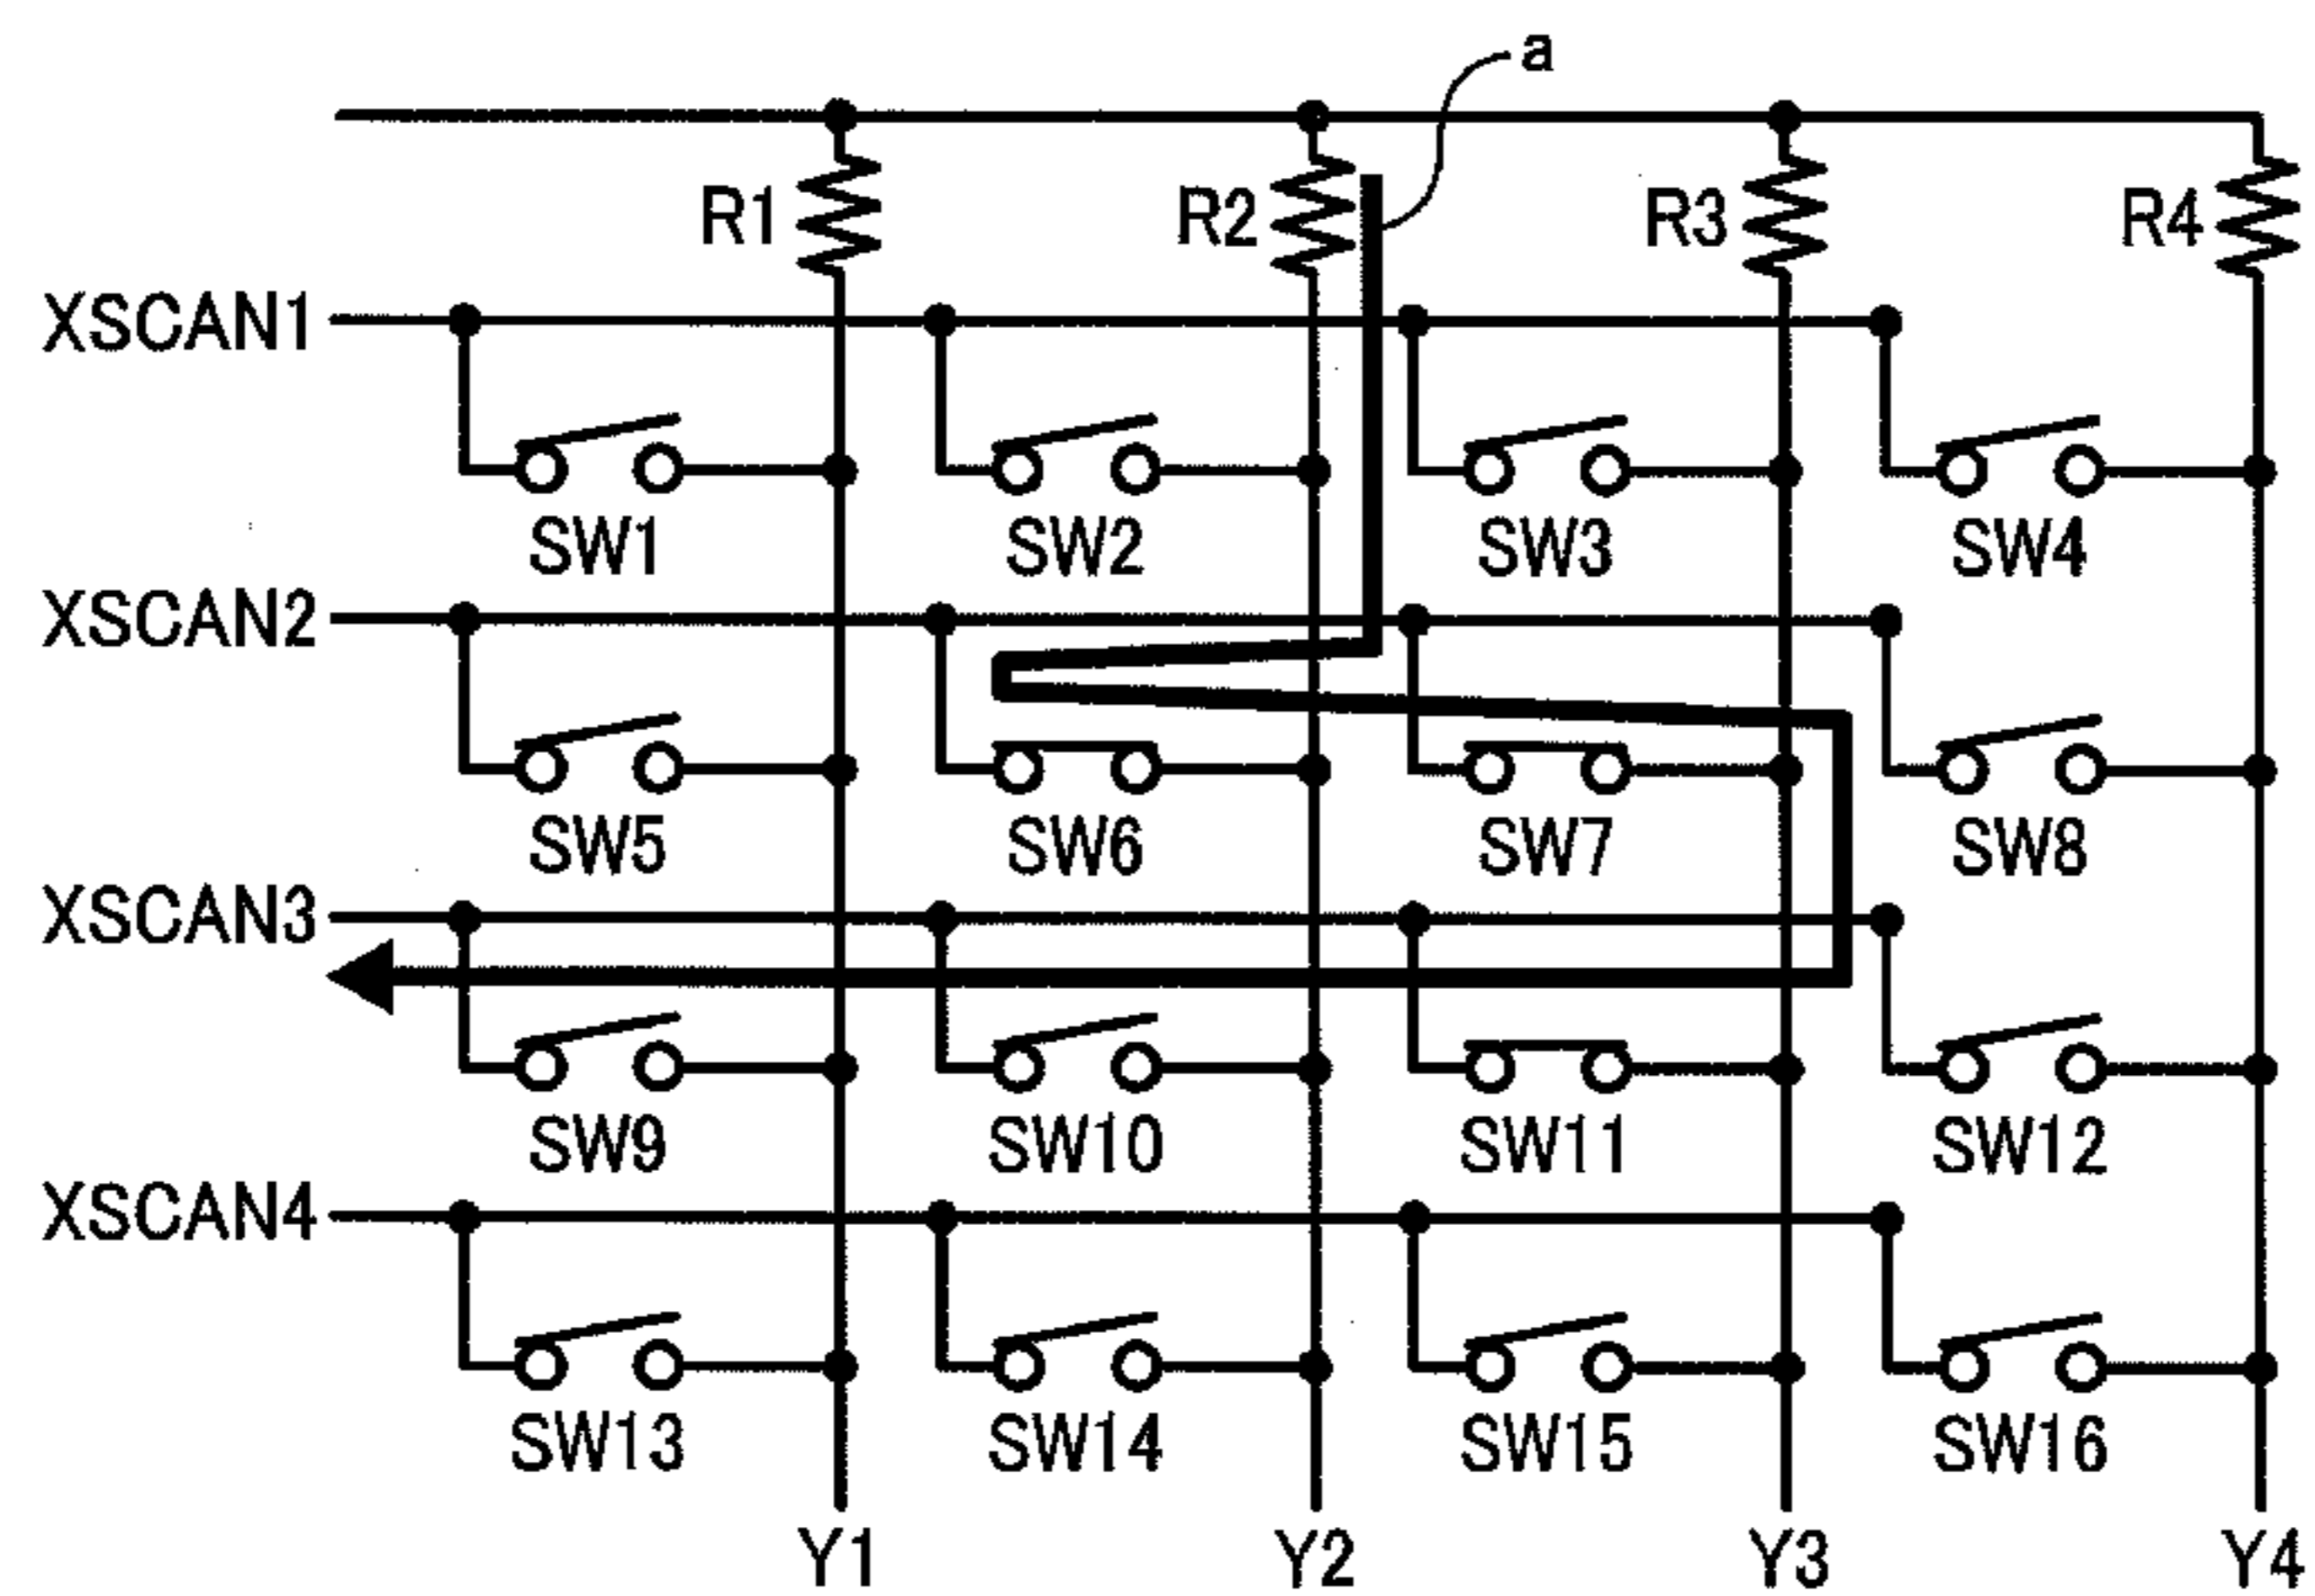 a
R1 R2 R3 R4
XSCAN1
SW1 SW2 SW3 SW4
XSCAN2
SW5 SW6 SW7 SW8
XSCAN3
SW9 SW10 SW11 SW12
XSCAN4
SW13 SW14 SW15 SW16
Y1 Y2 Y3 Y4